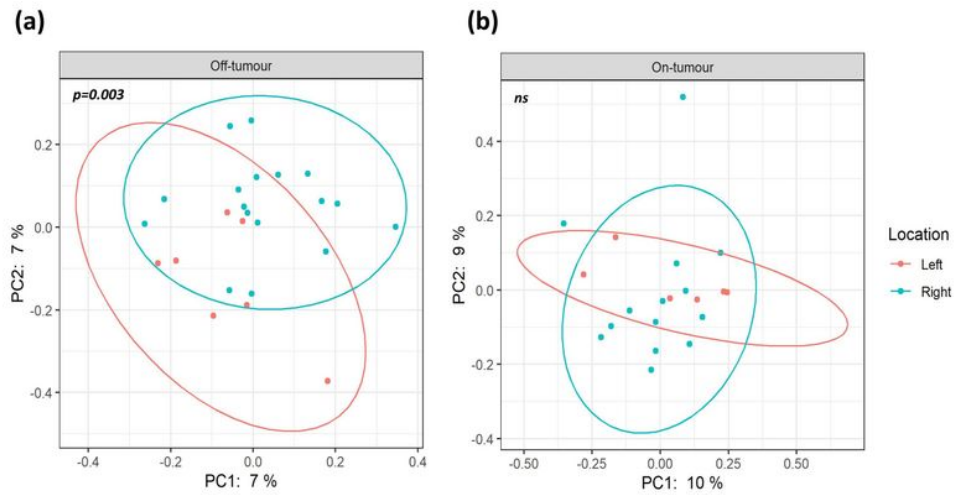 (a)
(b)
Off-tumour
On-tumour
p=0.003
ns
0.2
0.0
-0.2
-0.4
0.4
0.2
0.0
-0.2
-0.4
PC2: 7 %
PC2: 9 %
-0.4 -0.2 0.0 0.2 0.4
-0.50 -0.25 0.00 0.25 0.50
PC1: 7 %
PC1: 10 %
Location
Left
Right